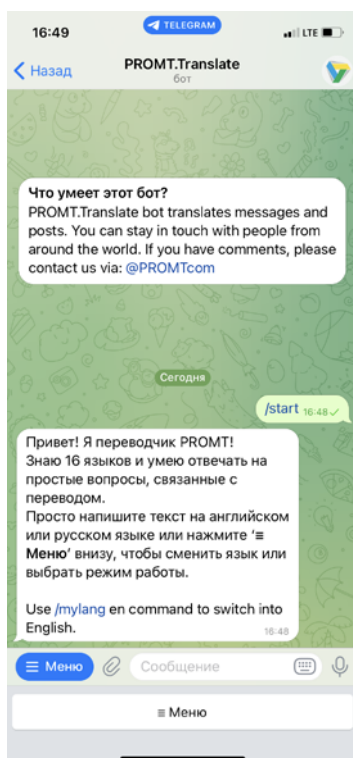 16:49
TELEGRAM
LTE
Назад
PROMT.Translate
бот
Что умеет этот бот?
PROMT.Translate bot translates messages and
posts. You can stay in touch with people from
around the world. If you have comments, please
contact us via: @PROMTcom
Сегодня
/start 16:48
Привет! Я переводчик PROMT!
Знаю 16 языков и умею отвечать на
простые вопросы, связанные с
переводом.
Просто напишите текст на английском
или русском языке или нажмите ‘≡
Меню’ внизу, чтобы сменить язык или
выбрать режим работы.
Use /mylang en command to switch into
English.
16:48
Меню
Сообщение
≡ Меню